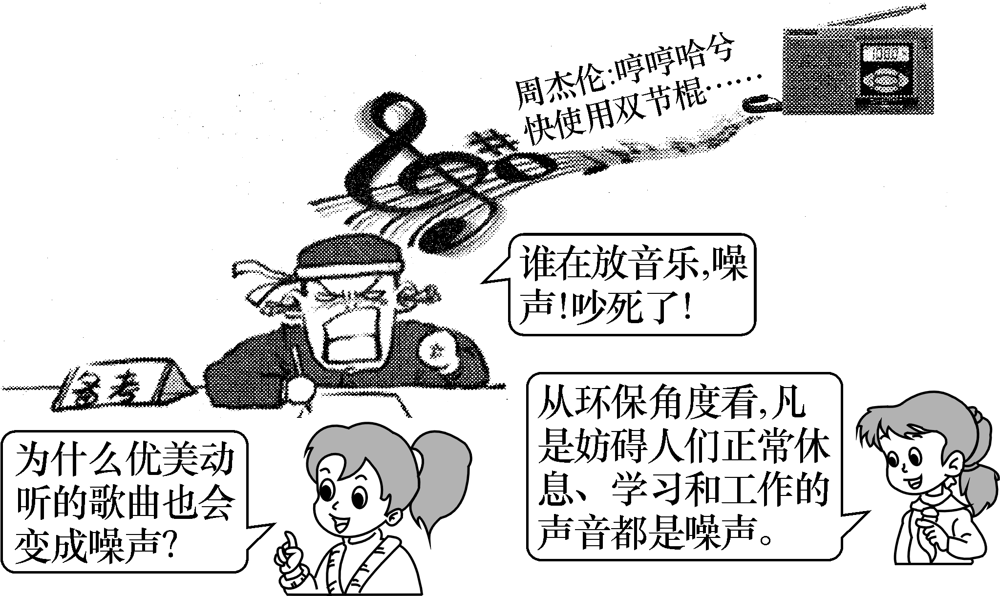 周杰伦:哼哼哈兮
快使用双节棍……
谁在放音乐,噪
声!吵死了!
备考
从环保角度看,凡
是妨碍人们正常休
息、学习和工作的
声音都是噪声。
为什么优美动
听的歌曲也会
变成噪声?